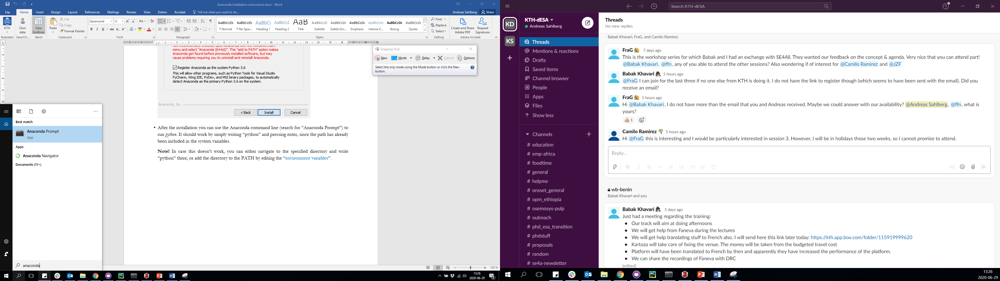 Anaconda installation instructions.docx - Word
File Home Insert Design Layout References Mailings Review View Zotero Acrobat Tell me what you want to do...
Andreas Sahlberg Share
KTH
Templates
Own data
Save/Ch...
View Gridlines
Tabell
Paste
Cut
Copy
Format Painter
Clipboard
Garamond 12
Font
Paragraph
AaBbCcDc AaBbCcDc AaBbCc AaBbCcC AaB AaBbCcC AaBbCcDc AaBbCcDc AaBbCcDc AaBbCcDc AaBbCcDc
¶ Normal ¶ No Spac... Heading 1 Heading 2 Title Subtitle Subtle Em... Emphasis Intense E... Strong Quote
Styles
Find
Replace
Select
Editing
Create and Share Adobe PDF
Request Signatures
Adobe Acrobat
Not recommended. Instead, open Anaconda with the Windows Start
menu and select "Anaconda (64-bit)". This "add to PATH" option makes
Anaconda get found before previously installed software, but may
cause problems requiring you to uninstall and reinstall Anaconda.
Register Anaconda as the system Python 3.6
This will allow other programs, such as Python Tools for Visual Studio
PyCharm, Wing IDE, PyDev, and MSI binary packages, to automatically
detect Anaconda as the primary Python 3.6 on the system.
Anaconda, Inc.
< Back Install Cancel
• After the installation you can use the Anaconda command line (search for “Anaconda Prompt”) to
run python. It should work by simply writing “python” and pressing enter, since the path has already
been included in the system variables.
Note! In case this doesn’t work, you can either navigate to the specified directory and write
“python” there, or add the directory to the PATH by editing the “environment variables”.
Snipping Tool
New Mode Delay Cancel Options
Select the snip mode using the Mode button or click the New
button.
Best match
Anaconda Prompt
App
Apps
Anaconda Navigator
Documents (11+)
anaconda
120 %
13:26
2020-06-29
Search KTH-dESA
KD
KS
KTH-dESA
Andreas Sahlberg
Threads
Mentions & reactions
Drafts
Saved items
Channel browser
People
Apps
Files
Show less
Channels
# education
# emp-africa
# foodtime
# general
# helpme
# onsset_general
# opm_ethiopia
# osemosys-pulp
# outreach
# phd_esa_transition
# phdstuff
# proposals
# random
# se4a-newsletter
Threads
No new replies
Babak Khavari, FraG, and Camilo Ramirez
FraG 7 days ago
This is the workshop series for which Babak and I had an exchange with SE4All. They wanted our feedback on the concept & agenda. Very nice that you can attend part!
@Babak Khavari, @ffn, any of you able to attend the other sessions? Also wondering if of interest for @Camilo Ramirez and @JZF
Babak Khavari 5 hours ago
@FraG I can join for the last three if no one else from KTH is doing it. I do not have the link to register though (which seems to have been sent with the email). Did you
receive an email?
FraG 5 hours ago
Hi @Babak Khavari, I do not have more than the email that you and Andreas received. Maybe we could answer with our availability? @Andreas Sahlberg, @ffn, what is
yours?
1
Camilo Ramirez 5 hours ago
Hi @FraG this is interesting and I would be particularly interested in session 3. However, I will be in holidays those two weeks, so I cannot promise to attend.
Reply...
wb-benin
Babak Khavari and you
Babak Khavari 5 days ago
Just had a meeting regarding the training:
• Our track will aim at doing afternoons
• We will get help from Faneva during the lectures
• We will get help translating stuff to French also. I will send here this link later today: https://kth.app.box.com/folder/115919999620
• Kartoza will take care of fixing the venue. The money will be taken from the budgeted travel cost
• Platform will have been translated to French by then and apparently they have increased the performance of the platform.
• We can share the recordings of Faneva with DRC
(edited)
13:26
2020-06-29